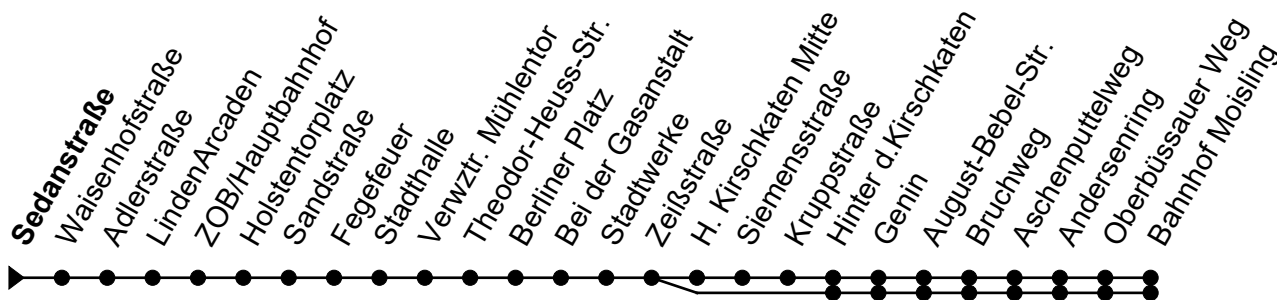 Sedanstraße
Waisenhofstraße
Adlerstraße
LindenArcaden
ZOB/Hauptbahnhof
Holstentorplatz
Sandstraße
Fegefeuer
Stadthalle
Verwztr. Mühlentor
Theodor-Heuss-Str.
Berliner Platz
Bei der Gasanstalt
Stadtwerke
Zeißstraße
H. Kirschkaten Mitte
Siemensstraße
Kruppstraße
Hinter d.Kirschkaten
Genin
August-Bebel-Str.
Bruchweg
Aschenputtelweg
Andersenring
Oberbüssauer Weg
Bahnhof Moisling